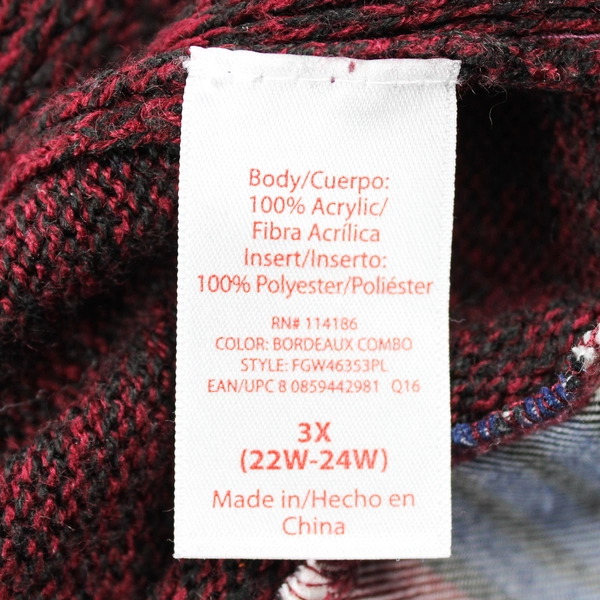 Body/Cuerpo:
100% Acrylic/
Fibra Acrílica
Insert/Inserto:
100% Polyester/Poliéster
RN# 114186
COLOR: BORDEAUX COMBO
STYLE: FGW46353PL
EAN/UPC 8 0859442981 Q16
3X
(22W-24W)
Made in/Hecho en
China